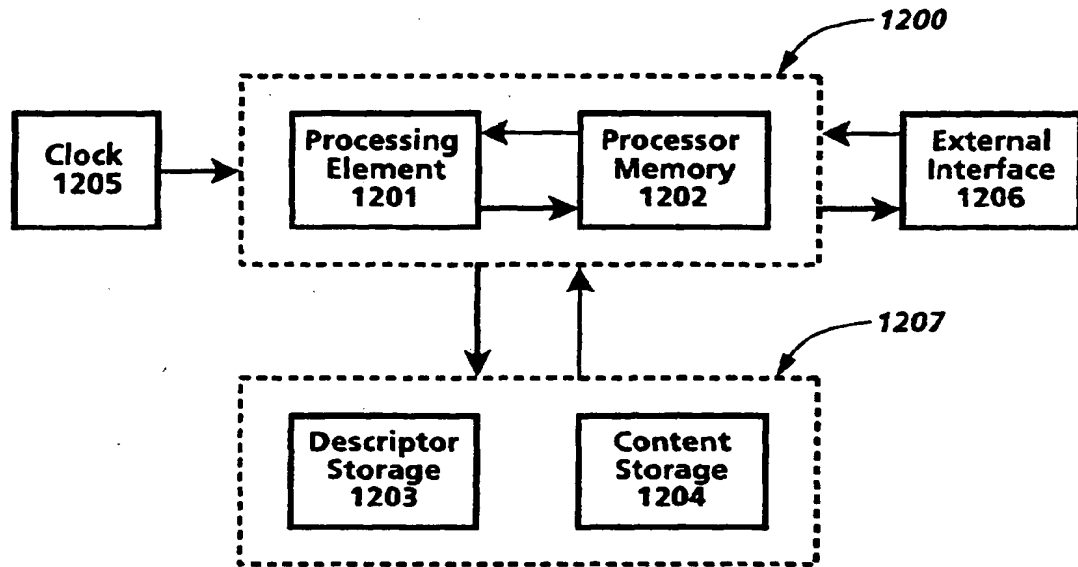 1200
Clock
1205
Processing
Element
1201
Processor
Memory
1202
External
Interface
1206
1207
Descriptor
Storage
1203
Content
Storage
1204